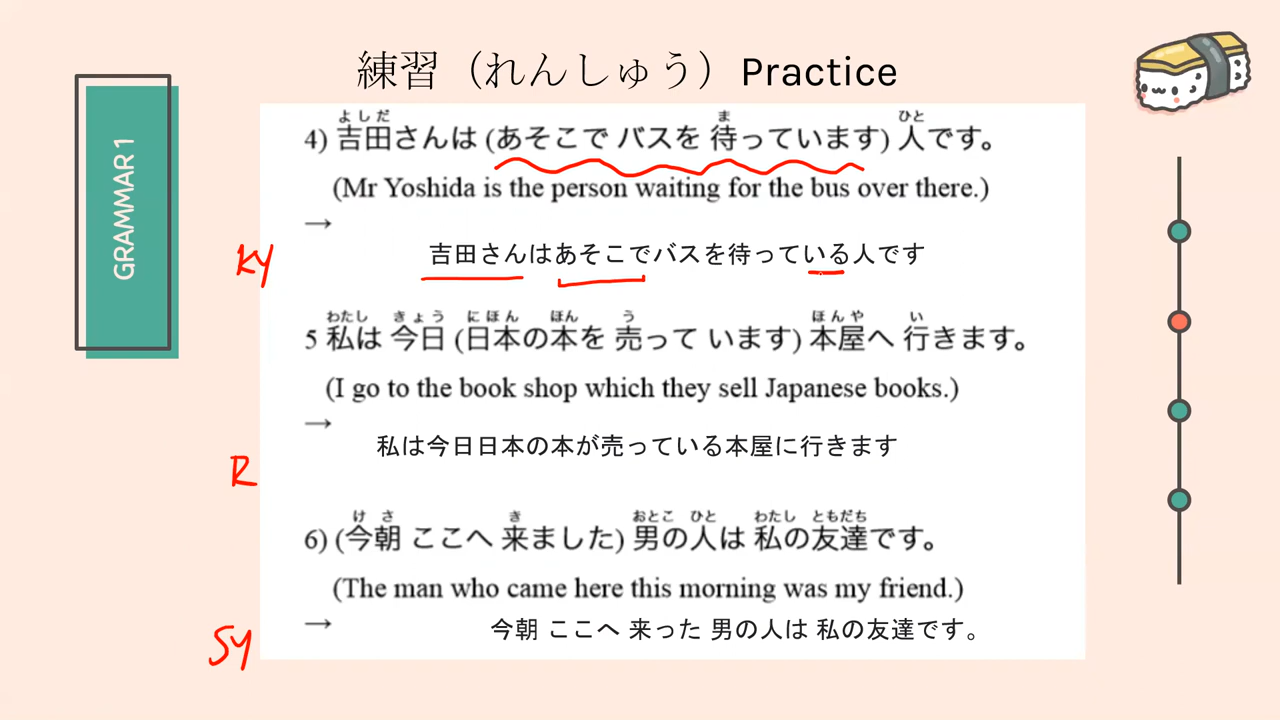 練習（れんしゅう）Practice
GRAMMAR 1
よしだ ま ひと
4) 吉田さんは (あそこで バスを 待っています) 人です。
(Mr Yoshida is the person waiting for the bus over there.)
→
KY
吉田さんはあそこでバスを待っている人です
わたし きょう にほん ほん う ほんや い
5 私は 今日 (日本の本を 売って います) 本屋へ 行きます。
(I go to the book shop which they sell Japanese books.)
→
私は今日日本の本が売っている本屋に行きます
R
けさ き おとこ ひと わたし ともだち
6) (今朝 ここへ 来ました) 男の人は 私の友達です。
(The man who came here this morning was my friend.)
→
今朝 ここへ 来った 男の人は 私の友達です。
SY